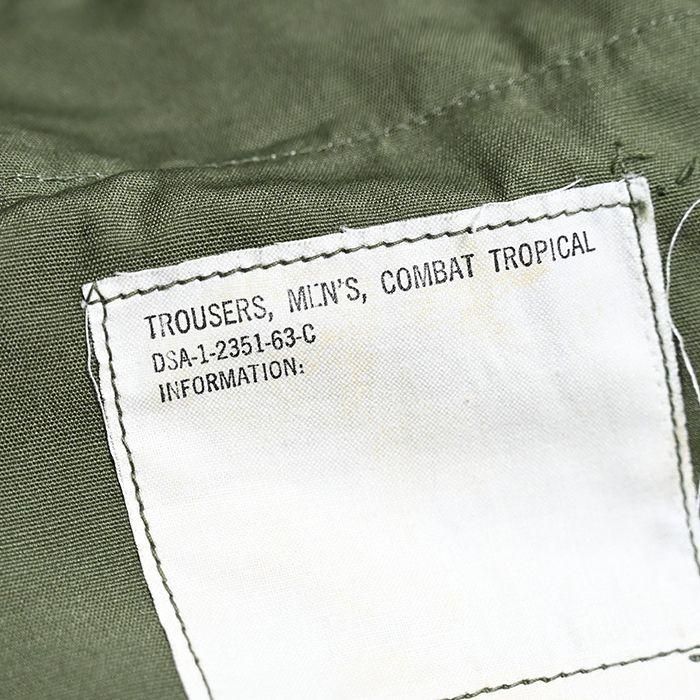 TROUSERS, MEN'S, COMBAT TROPICAL
DSA-1-2351-63-C
INFORMATION: